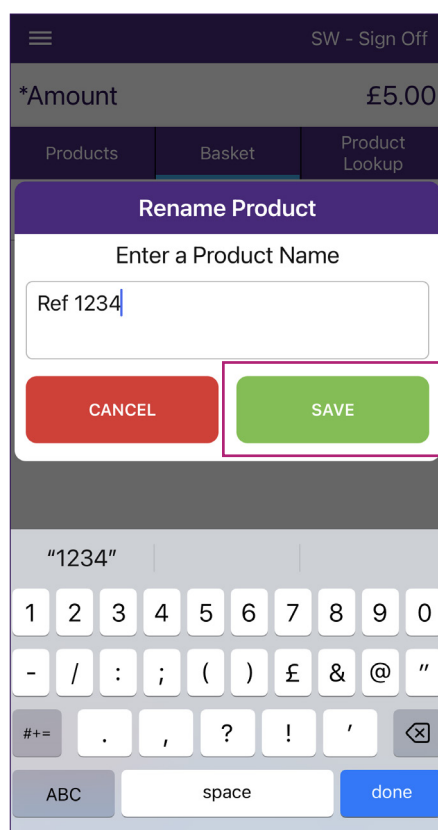 SW - Sign Off
*Amount £5.00
Products Basket Product Lookup
Rename Product
Enter a Product Name
Ref 1234
CANCEL SAVE
“1234”
1 2 3 4 5 6 7 8 9 0
- / : ; ( ) £ & @ "
#+= . , ? ! '
ABC space done